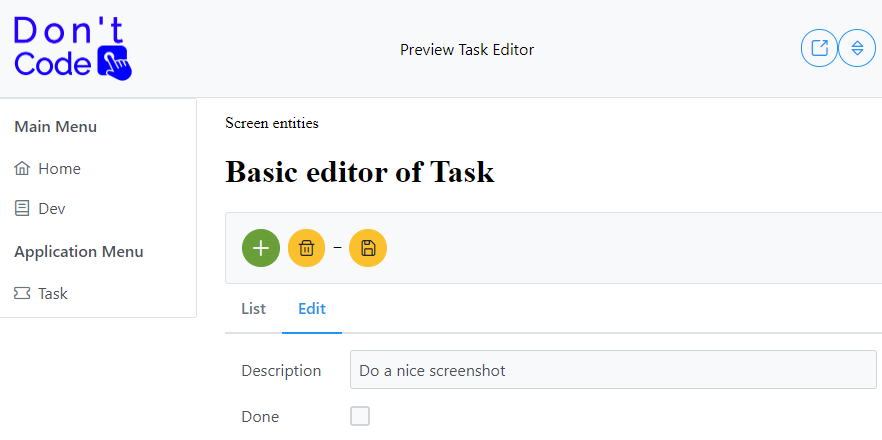 Don't
Code
Preview Task Editor
Main Menu
Home
Dev
Application Menu
Task
Screen entities
Basic editor of Task
–
List
Edit
Description
Do a nice screenshot
Done